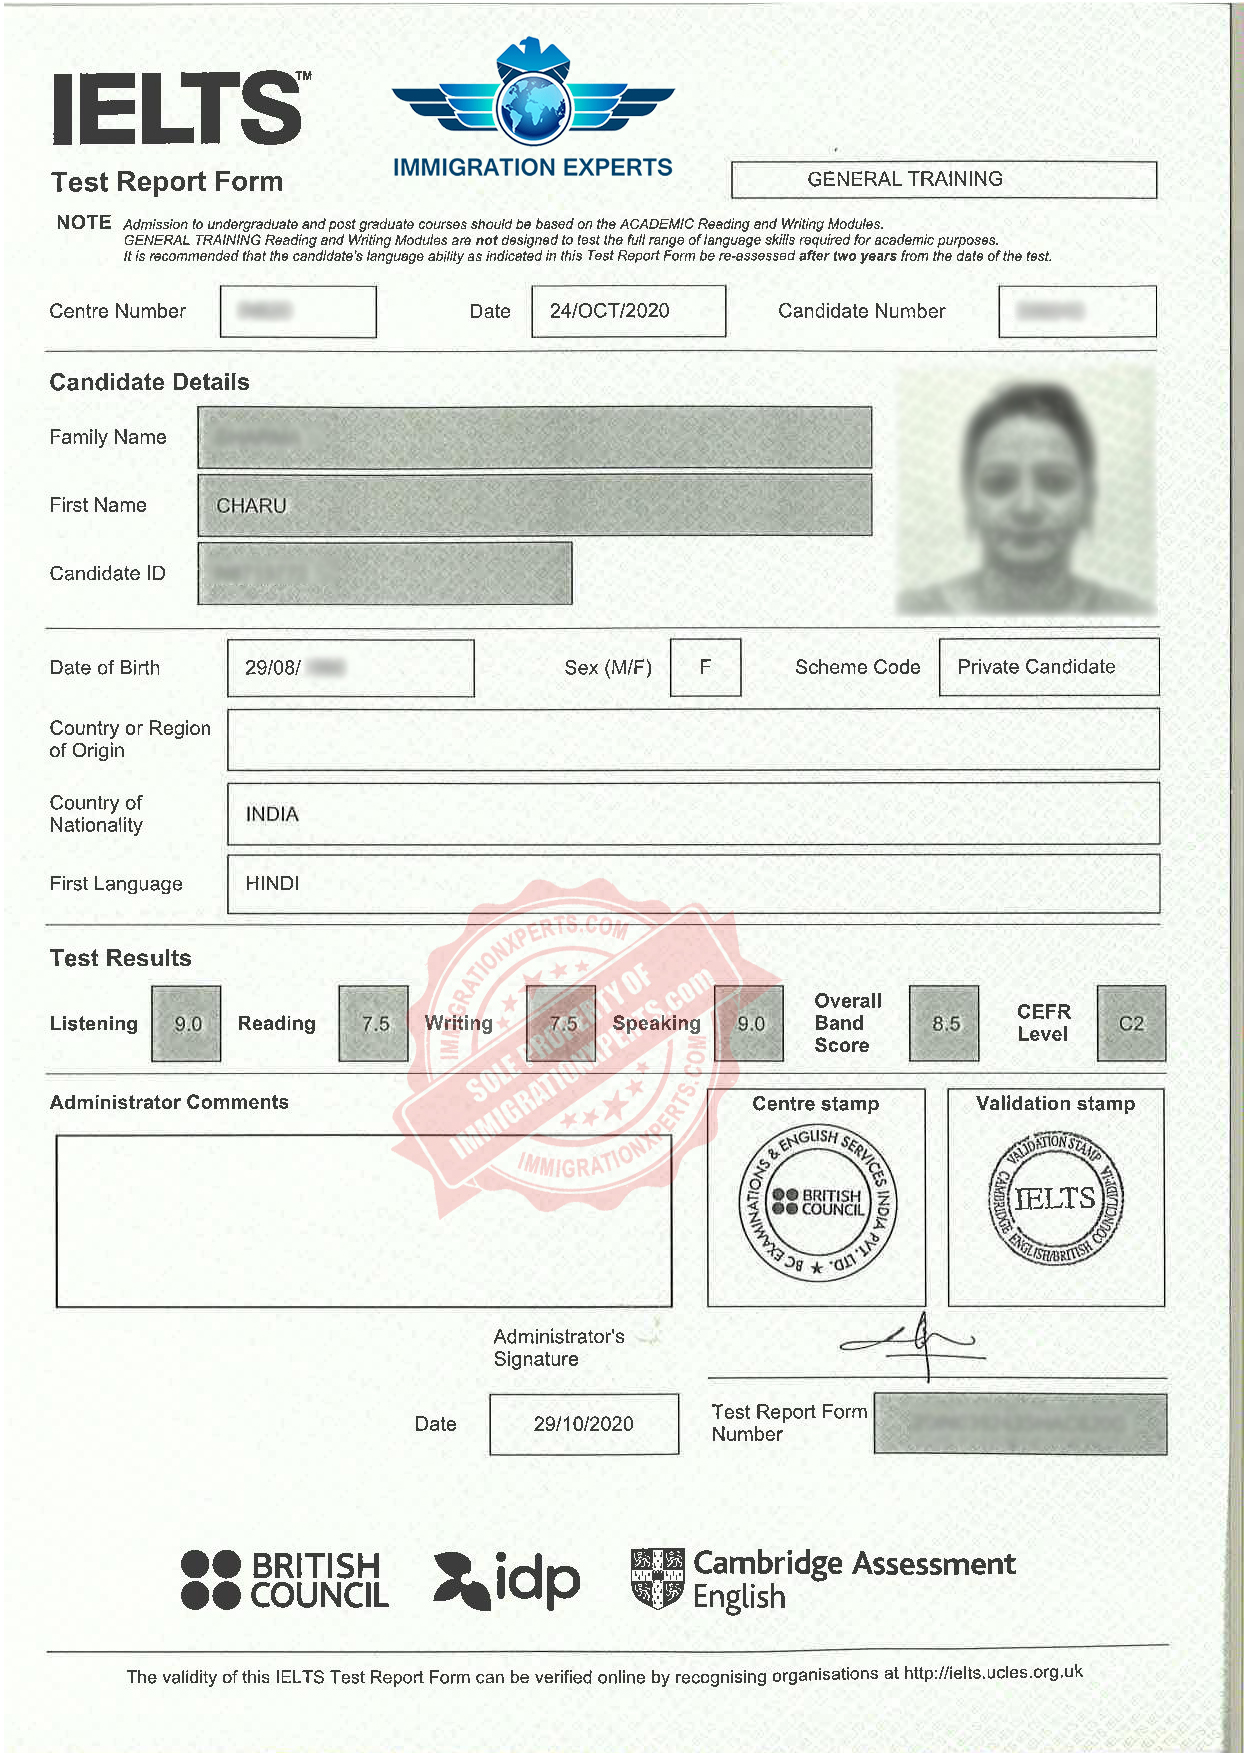 IELTS™
IMMIGRATION EXPERTS
Test Report Form
GENERAL TRAINING
NOTE Admission to undergraduate and post graduate courses should be based on the ACADEMIC Reading and Writing Modules.
GENERAL TRAINING Reading and Writing Modules are not designed to test the full range of language skills required for academic purposes.
It is recommended that the candidate's language ability as indicated in this Test Report Form be re-assessed after two years from the date of the test.
Centre Number Date 24/OCT/2020 Candidate Number
Candidate Details
Family Name
First Name CHARU
Candidate ID
Date of Birth 29/08/ Sex (M/F) F Scheme Code Private Candidate
Country or Region
of Origin
Country of
Nationality INDIA
First Language HINDI
Test Results
Listening 9.0 Reading 7.5 Writing 7.5 Speaking 9.0 Overall Band Score 8.5 CEFR Level C2
IMMIGRATIONXPERTS.COM
SOLE PROPERTY OF
IMMIGRATIONXPERTS.com
IMMIGRATIONXPERTS.COM
Administrator Comments
Centre stamp
BC EXAMINATIONS & ENGLISH SERVICES INDIA PVT. LTD. ★
BRITISH
COUNCIL
Validation stamp
VALIDATION STAMP
CAMBRIDGE ENGLISH/BRITISH COUNCIL/IDP:IA
IELTS
Administrator's
Signature
Date 29/10/2020
Test Report Form
Number
BRITISH
COUNCIL
idp
Cambridge Assessment
English
The validity of this IELTS Test Report Form can be verified online by recognising organisations at http://ielts.ucles.org.uk